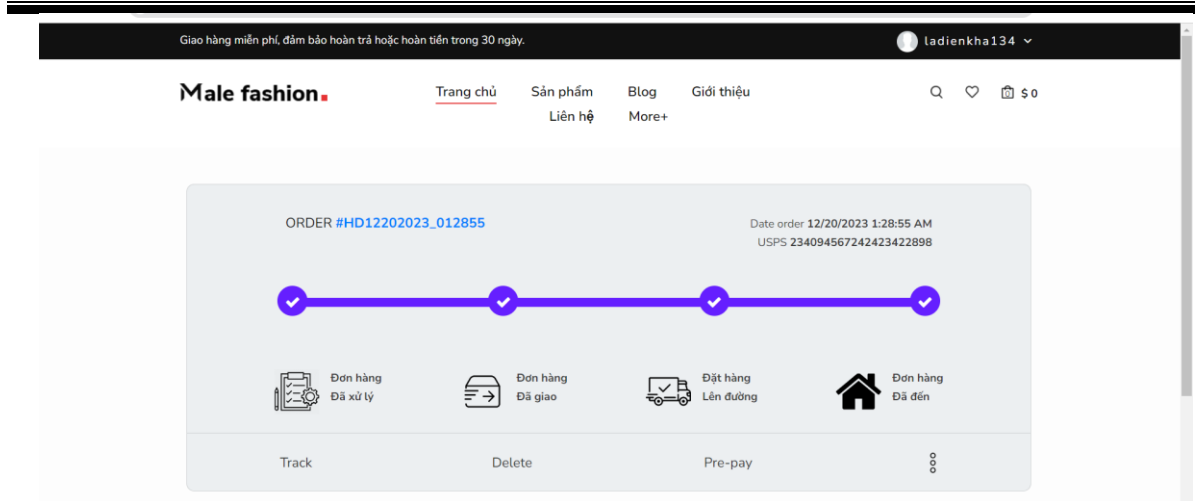 Giao hàng miễn phí, đảm bảo hoàn trả hoặc hoàn tiền trong 30 ngày.
ladienkha134
Male fashion.
Trang chủ Sản phẩm Blog Giới thiệu
Liên hệ More+
0 $ 0
ORDER #HD12202023_012855
Date order 12/20/2023 1:28:55 AM
USPS 234094567242423422898
Đơn hàng
Đã xử lý
Đơn hàng
Đã giao
Đặt hàng
Lên đường
Đơn hàng
Đã đến
Track Delete Pre-pay